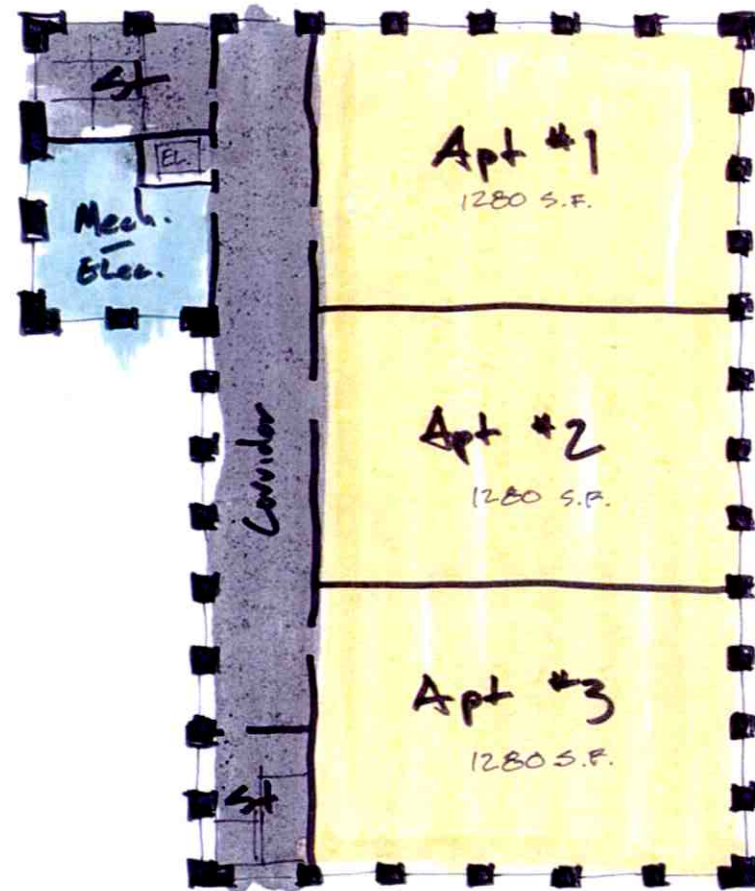 St
EL.
Mech.
Elec.
Corridor
Apt #1
1280 S.F.
Apt #2
1280 S.F.
Apt #3
1280 S.F.
St